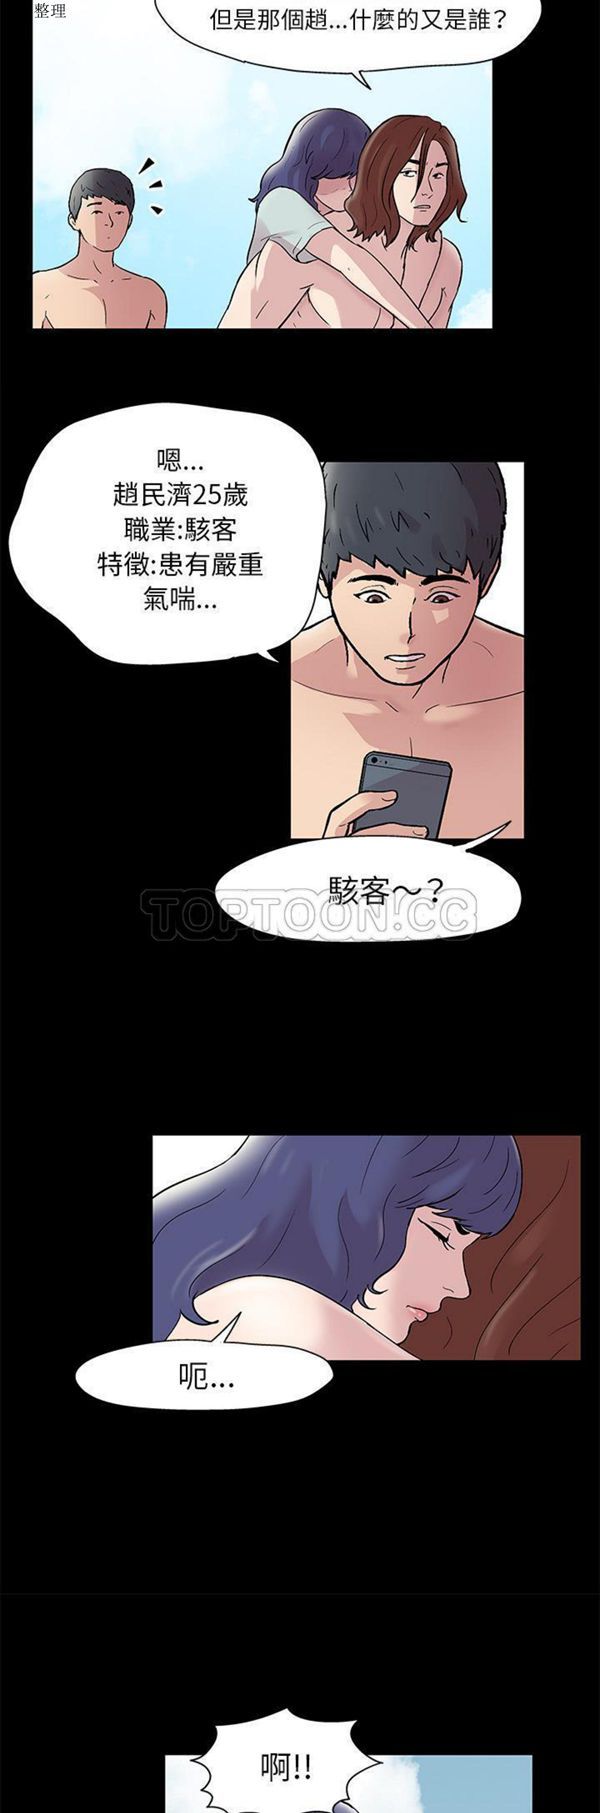 整理
但是那個趙...什麼的又是誰？
嗯...
趙民濟25歲
職業:駭客
特徵:患有嚴重
氣喘...
駭客～？
TOPTOON.CC
呃...
啊!!